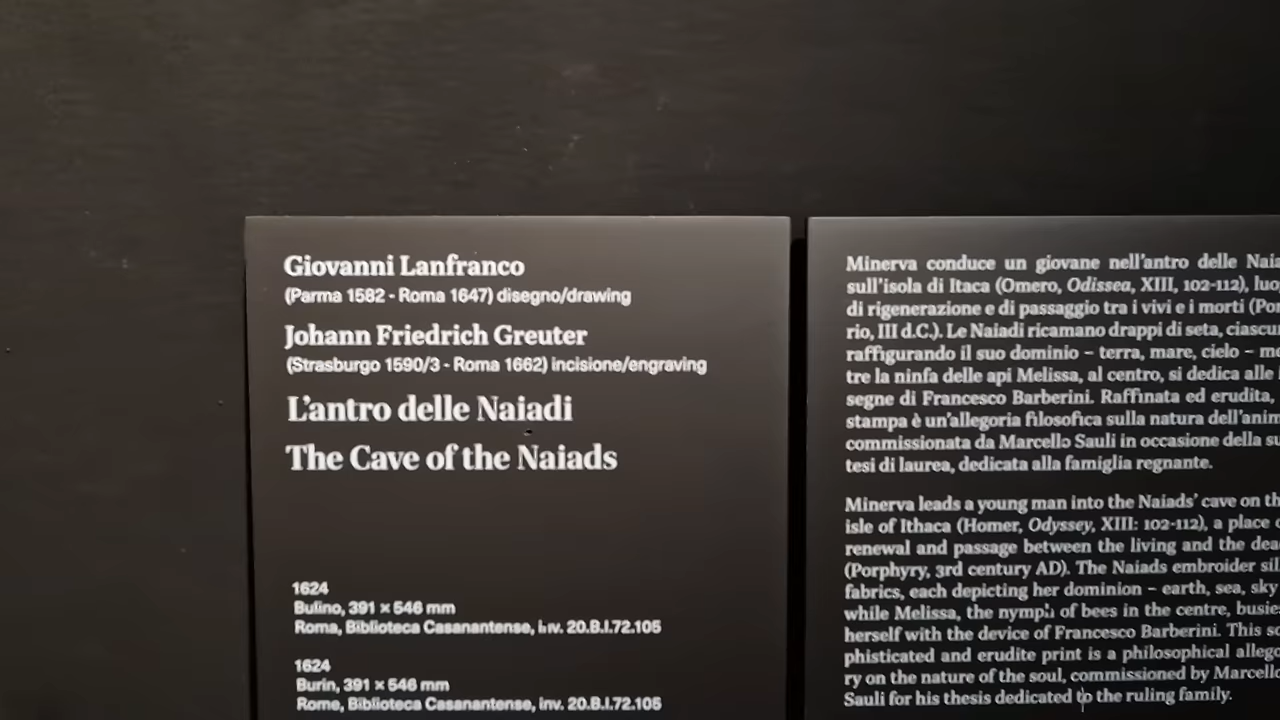 Giovanni Lanfranco
(Parma 1582 - Roma 1647) disegno/drawing
Johann Friedrich Greuter
(Strasburgo 1590/3 - Roma 1662) incisione/engraving
L'antro delle Naiadi
The Cave of the Naiads
1624
Bulino, 391 × 546 mm
Roma, Biblioteca Casanantense, inv. 20.B.I.72.105
1624
Burin, 391 × 546 mm
Rome, Biblioteca Casanantense, inv. 20.B.I.72.105
Minerva conduce un giovane nell'antro delle
sull'isola di Itaca (Omero, Odissea, XIII, 102-112),
di rigenerazione e di passaggio tra i vivi e i morti
rio, III d.C.). Le Naiadi ricamano drappi di seta,
raffigurando il suo dominio – terra, mare, cielo –
tre la ninfa delle api Melissa, al centro, si dedica alle
segne di Francesco Barberini. Raffinata ed erudita,
stampa è un'allegoria filosofica sulla natura
commissionata da Marcello Sauli in occasione della
tesi di laurea, dedicata alla famiglia regnante.
Minerva leads a young man into the Naiads' cave on
isle of Ithaca (Homer, Odyssey, XIII: 102-112), a place
renewal and passage between the living and the
(Porphyry, 3rd century AD). The Naiads embroider
fabrics, each depicting her dominion – earth, sea, sky
while Melissa, the nymph of bees in the centre,
herself with the device of Francesco Barberini. This
phisticated and erudite print is a philosophical
ry on the nature of the soul, commissioned by Marcello
Sauli for his thesis dedicated to the ruling family.